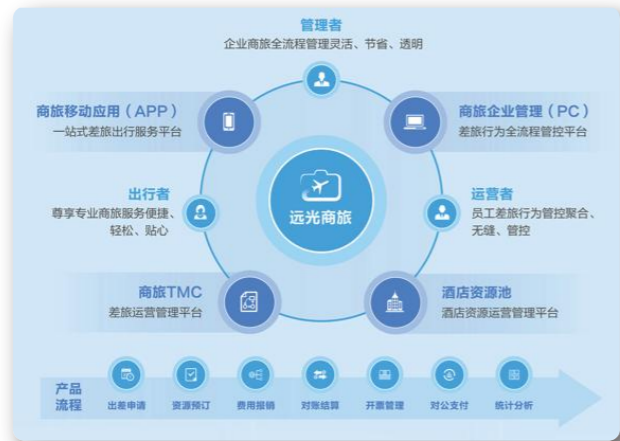 管理者
企业商旅全流程管理灵活、节省、透明
商旅移动应用（APP）
一站式差旅出行服务平台
商旅企业管理（PC）
差旅行为全流程管控平台
出行者
尊享专业商旅服务便捷、
轻松、贴心
远光商旅
运营者
员工差旅行为管控聚合、
无缝、管控
商旅TMC
差旅运营管理平台
酒店资源池
酒店资源运营管理平台
产品
流程
出差申请
资源预订
费用报销
对账结算
开票管理
对公支付
统计分析